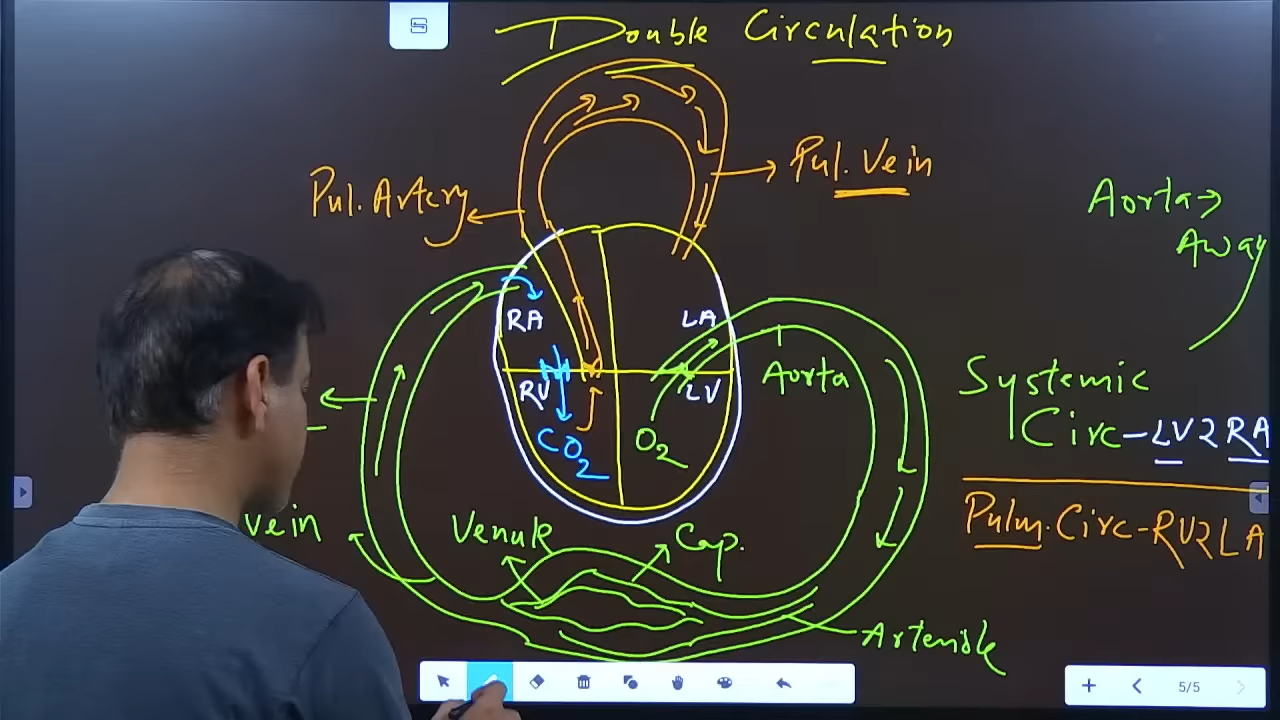 Double Circulation
Pul. Artery
Pul. Vein
Aorta →
Away
RA
LA
RV
LV
Aorta
CO2
O2
Systemic
Circ - LV2RA
Pulm. Circ - RV2LA
vein
Venule
Cap.
Arteriole
5/5